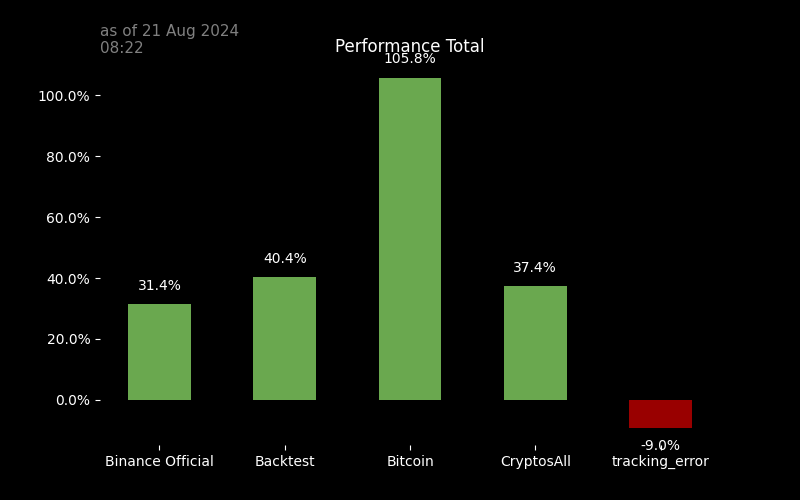 as of 21 Aug 2024
08:22
Performance Total
105.8%
100.0%
80.0%
60.0%
40.4%
37.4%
40.0%
31.4%
20.0%
0.0%
-9.0%
Binance Official
Backtest
Bitcoin
CryptosAll
tracking_error